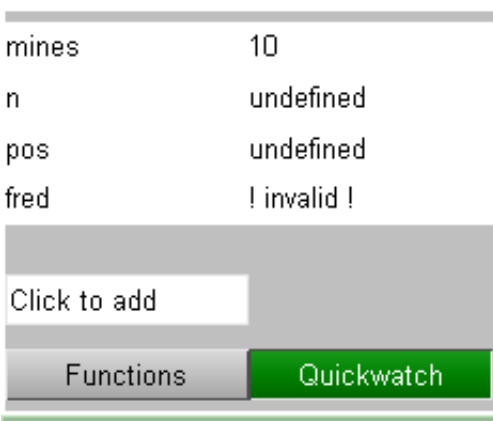 mines 10
n undefined
pos undefined
fred ! invalid !
Click to add
Functions Quickwatch